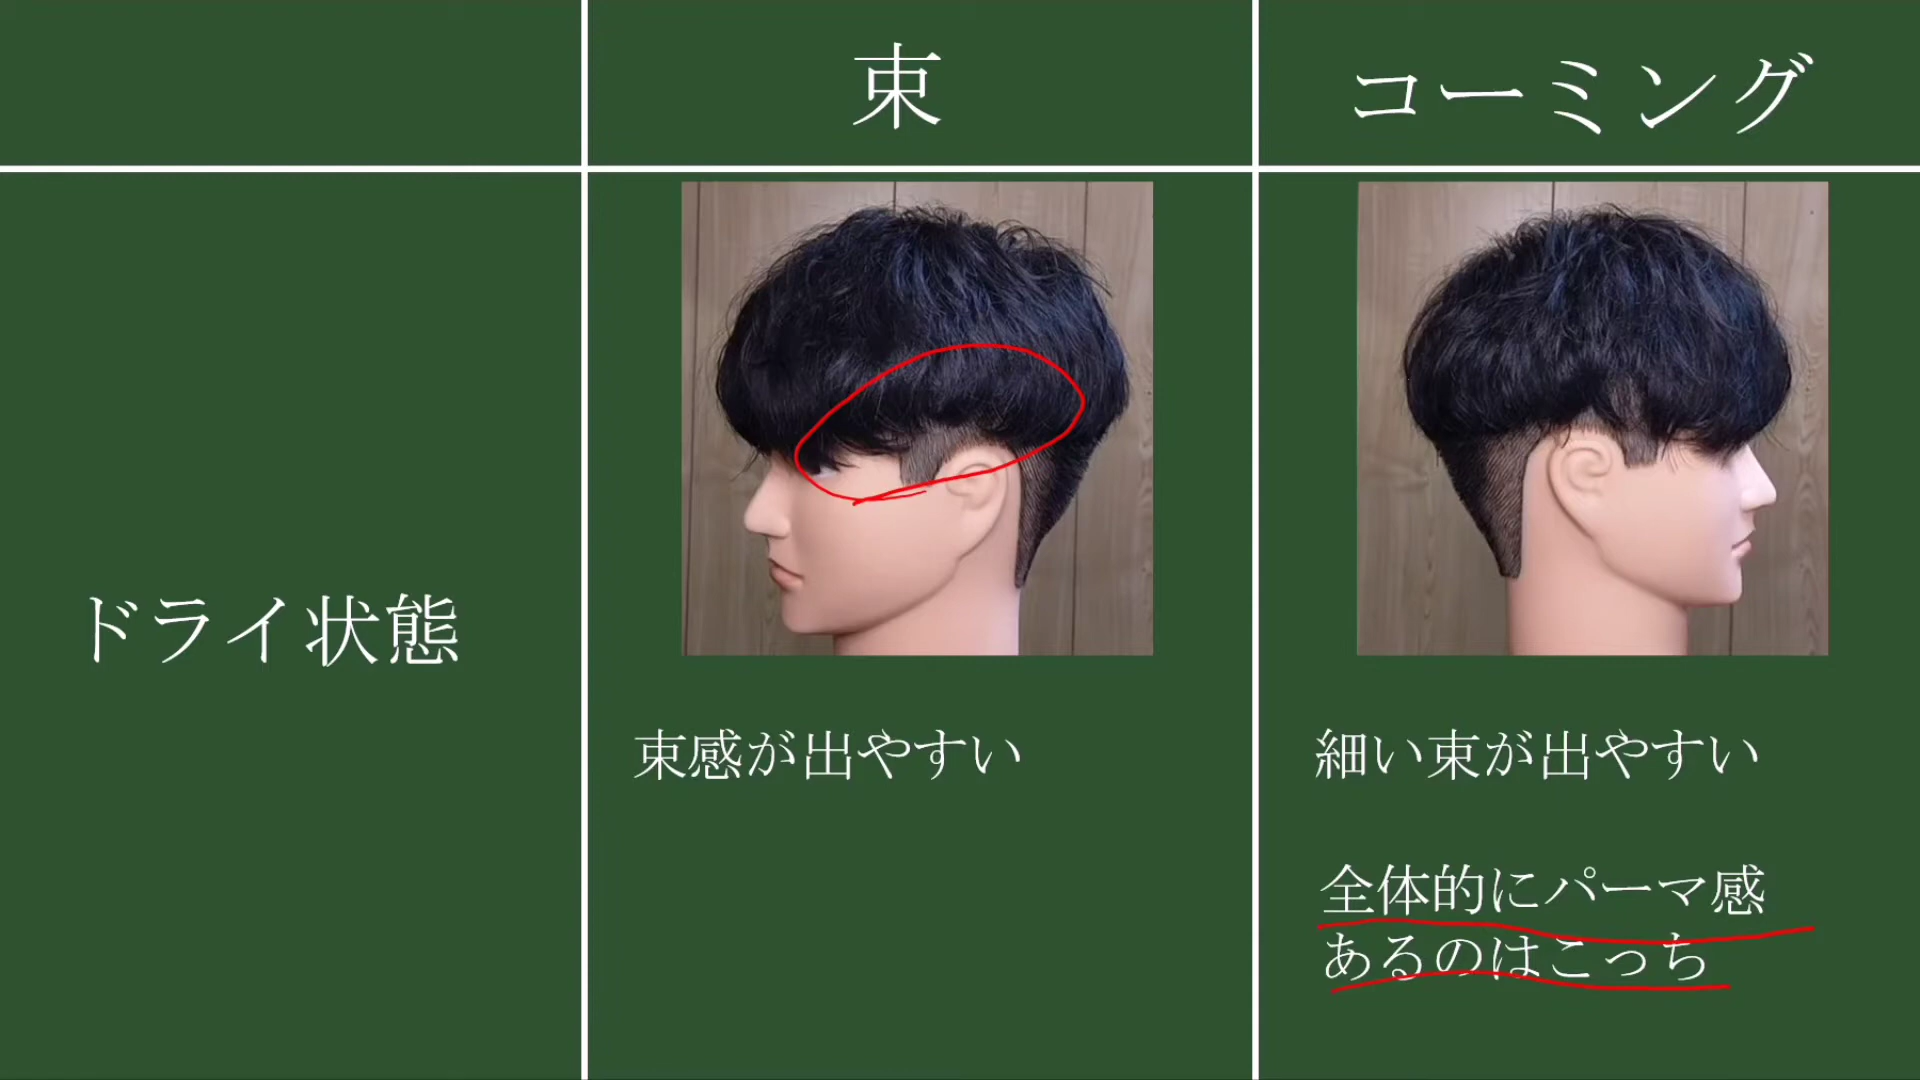 束
コーミング
ドライ状態
束感が出やすい
細い束が出やすい
全体的にパーマ感
あるのはこっち